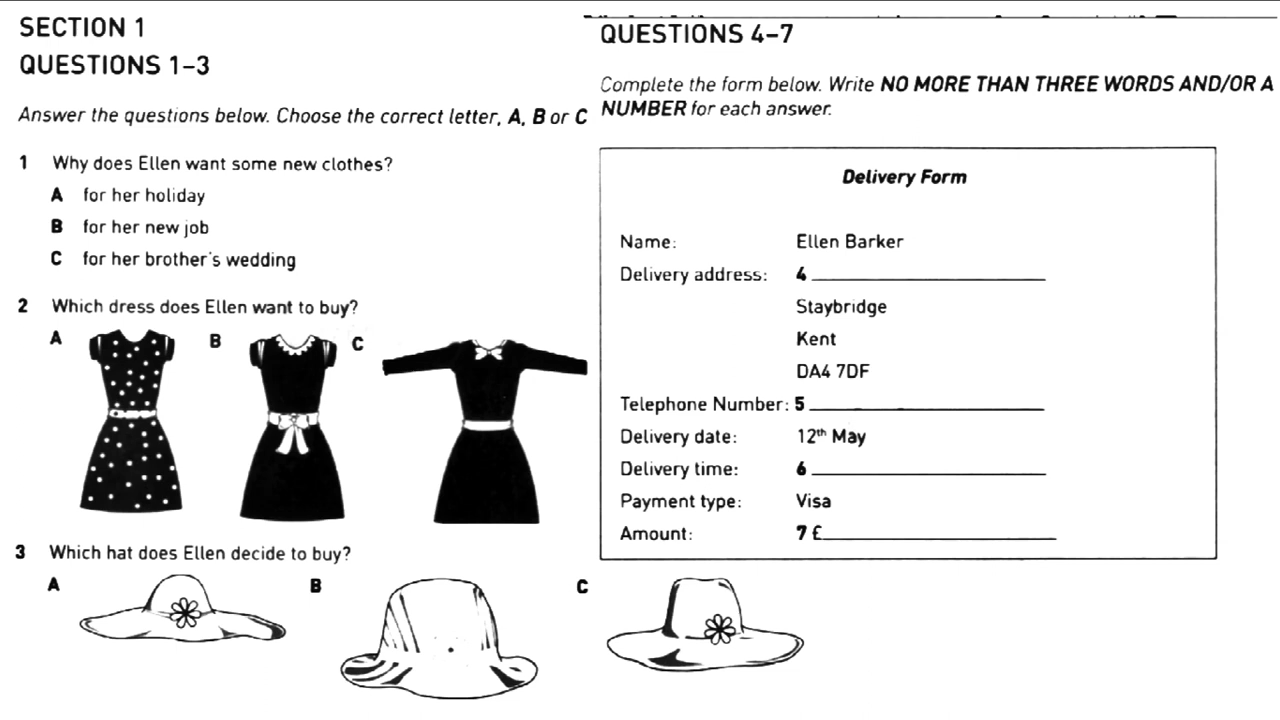 SECTION 1
QUESTIONS 1–3
Answer the questions below. Choose the correct letter, A, B or C
1 Why does Ellen want some new clothes?
A for her holiday
B for her new job
C for her brother's wedding
2 Which dress does Ellen want to buy?
A B C
3 Which hat does Ellen decide to buy?
A B C
QUESTIONS 4–7
Complete the form below. Write NO MORE THAN THREE WORDS AND/OR A
NUMBER for each answer.
Delivery Form
Name: Ellen Barker
Delivery address: 4
Staybridge
Kent
DA4 7DF
Telephone Number: 5
Delivery date: 12th May
Delivery time: 6
Payment type: Visa
Amount: 7 £